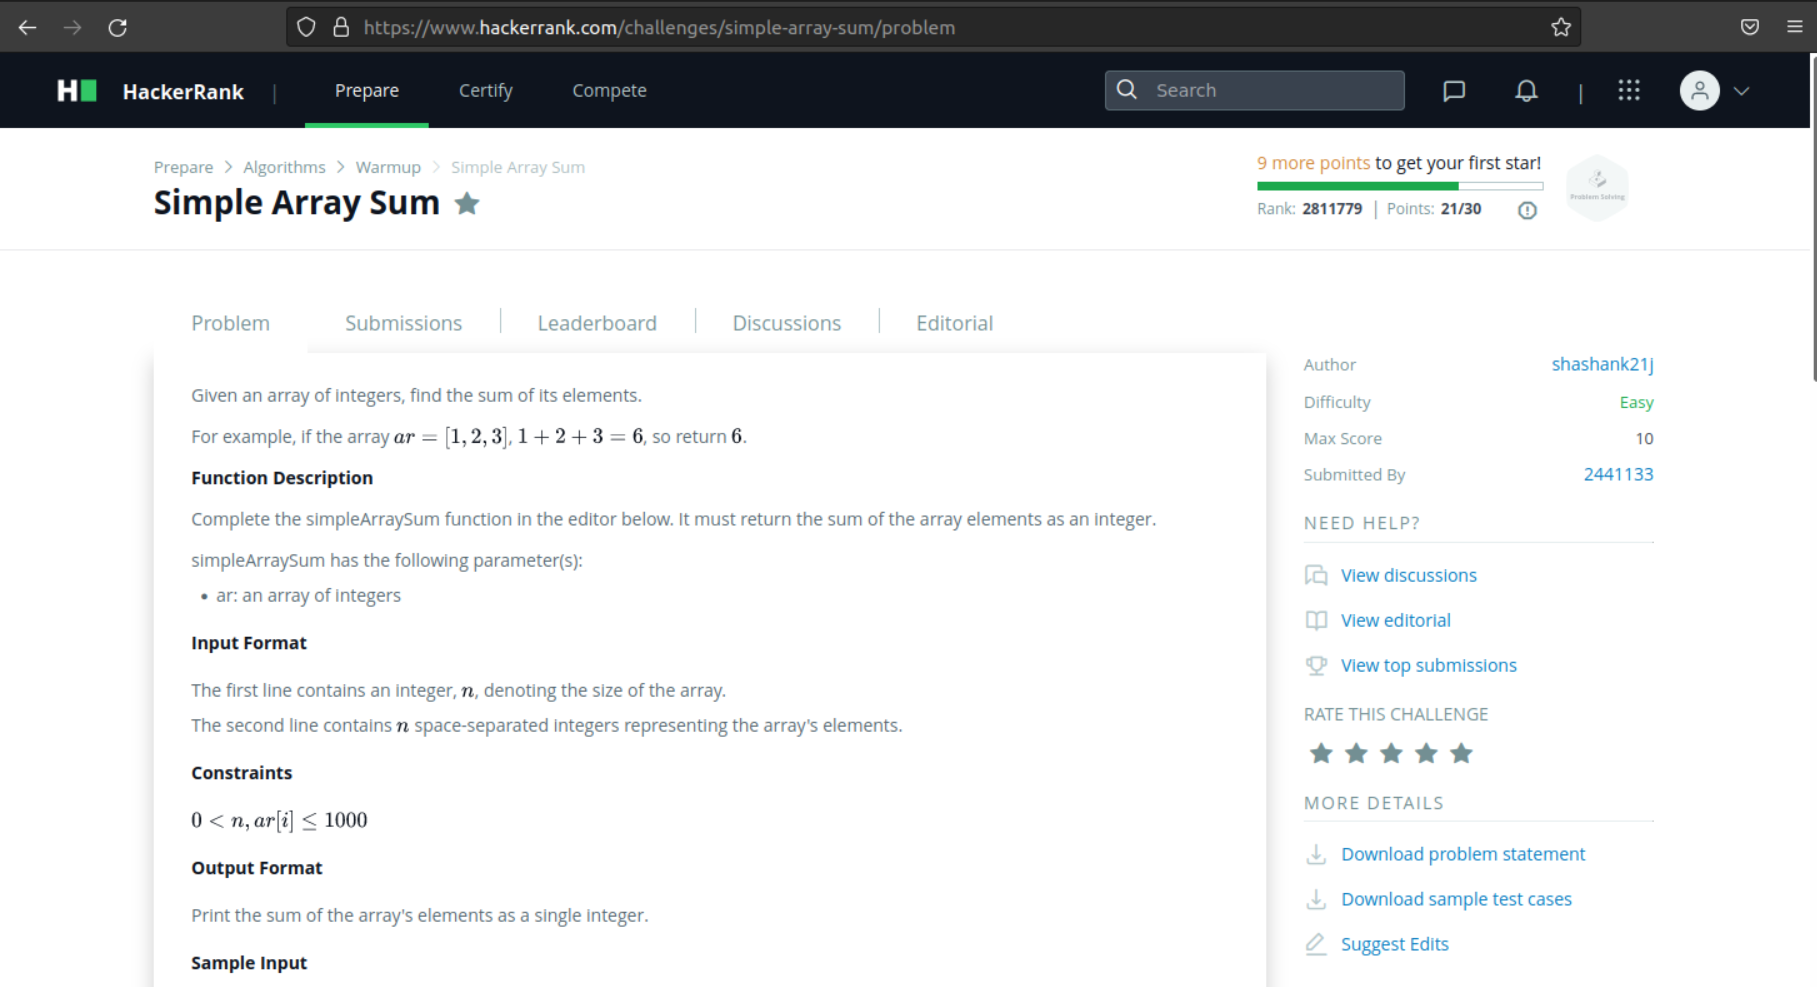 https://www.hackerrank.com/challenges/simple-array-sum/problem
H HackerRank | Prepare Certify Compete Search |
Prepare > Algorithms > Warmup > Simple Array Sum
Simple Array Sum
9 more points to get your first star!
Rank: 2811779 | Points: 21/30
Problem Solving
Problem Submissions Leaderboard Discussions Editorial
Given an array of integers, find the sum of its elements.
For example, if the array ar = [1, 2, 3], 1 + 2 + 3 = 6, so return 6.
Function Description
Complete the simpleArraySum function in the editor below. It must return the sum of the array elements as an integer.
simpleArraySum has the following parameter(s):
• ar: an array of integers
Input Format
The first line contains an integer, n, denoting the size of the array.
The second line contains n space-separated integers representing the array's elements.
Constraints
0 < n, ar[i] ≤ 1000
Output Format
Print the sum of the array's elements as a single integer.
Sample Input
Author shashank21j
Difficulty Easy
Max Score 10
Submitted By 2441133
NEED HELP?
View discussions
View editorial
View top submissions
RATE THIS CHALLENGE
MORE DETAILS
Download problem statement
Download sample test cases
Suggest Edits